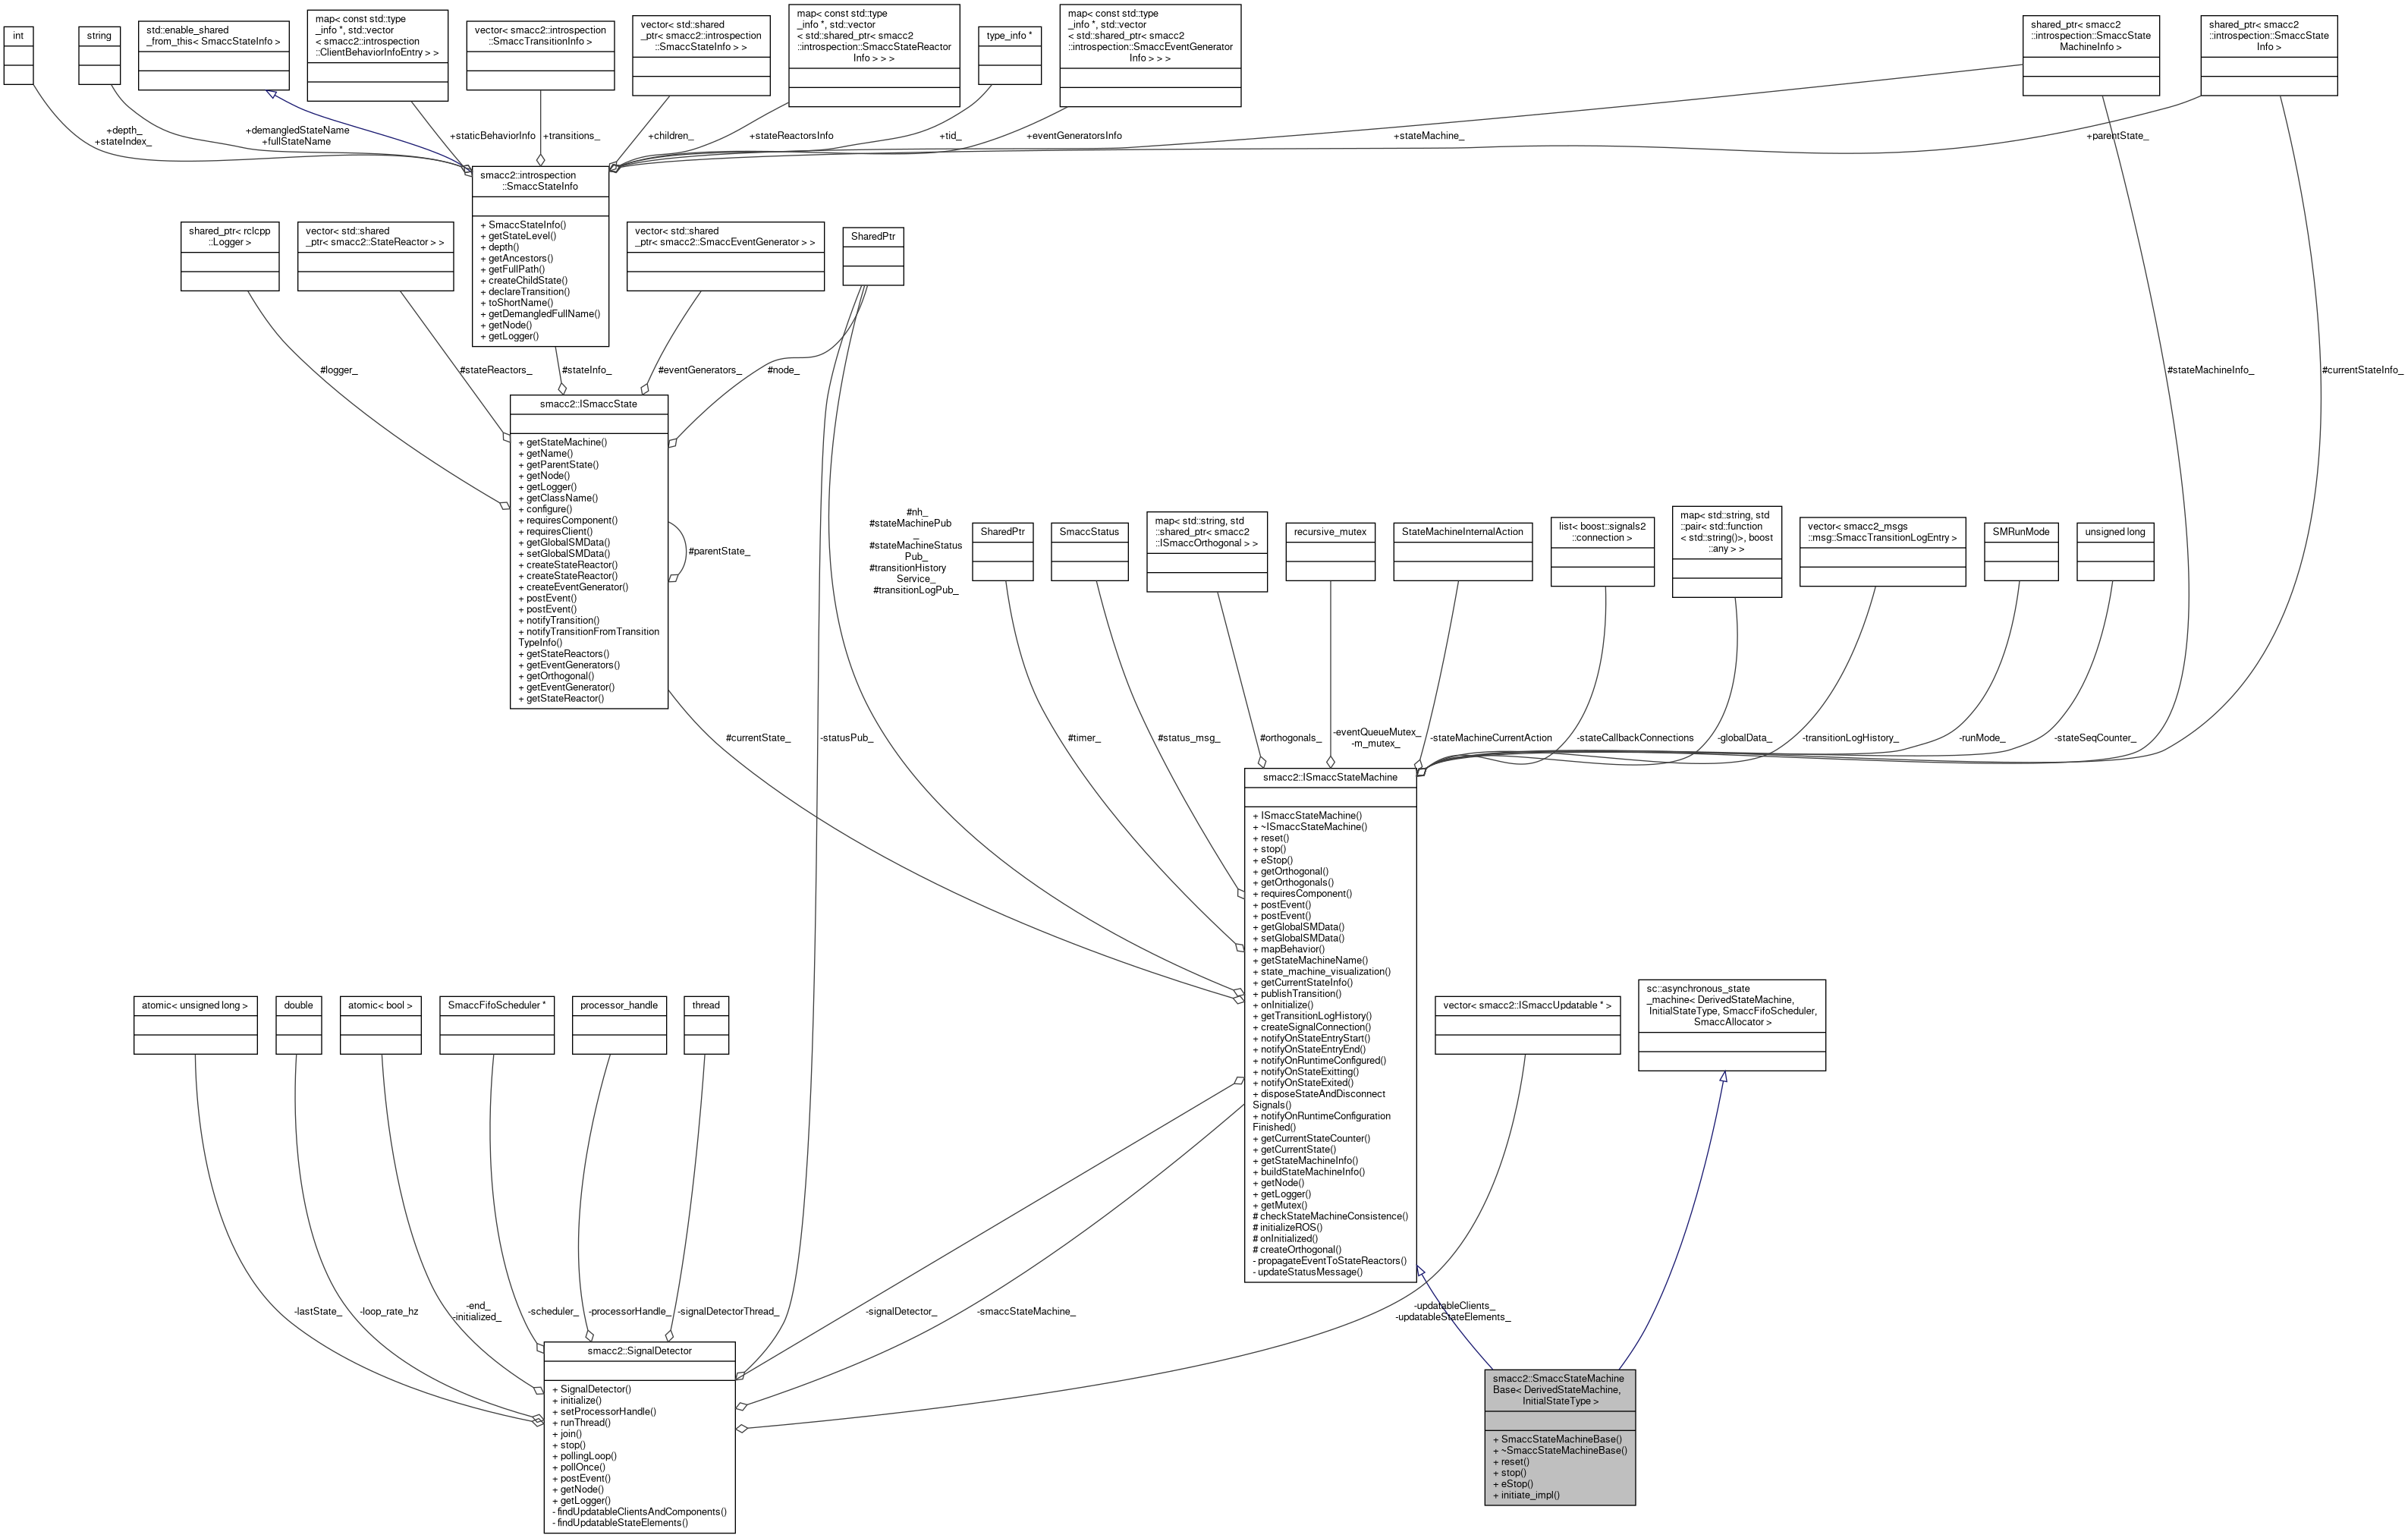 int
string
std::enable_shared
_from_this< SmaccStateInfo >
map< const std::type
_info *, std::vector
< smacc2::introspection
::ClientBehaviorInfoEntry > >
vector< smacc2::introspection
::SmaccTransitionInfo >
vector< std::shared
_ptr< smacc2::introspection
::SmaccStateInfo > >
map< const std::type
_info *, std::vector
< std::shared_ptr< smacc2
::introspection::SmaccStateReactor
Info > > >
type_info *
map< const std::type
_info *, std::vector
< std::shared_ptr< smacc2
::introspection::SmaccEventGenerator
Info > > >
shared_ptr< smacc2
::introspection::SmaccState
MachineInfo >
shared_ptr< smacc2
::introspection::SmaccState
Info >
+depth_
+stateIndex_
+demangledStateName
+fullStateName
+staticBehaviorInfo
+transitions_
+children_
+stateReactorsInfo
+tid_
+eventGeneratorsInfo
+stateMachine_
+parentState_
smacc2::introspection
::SmaccStateInfo
+ SmaccStateInfo()
+ getStateLevel()
+ depth()
+ getAncestors()
+ getFullPath()
+ createChildState()
+ declareTransition()
+ toShortName()
+ getDemangledFullName()
+ getNode()
+ getLogger()
shared_ptr< rclcpp
::Logger >
vector< std::shared
_ptr< smacc2::StateReactor > >
vector< std::shared
_ptr< smacc2::SmaccEventGenerator > >
SharedPtr
#logger_
#stateReactors_
#stateInfo_
#eventGenerators_
#node_
#stateMachineInfo_
#currentStateInfo_
smacc2::ISmaccState
+ getStateMachine()
+ getName()
+ getParentState()
+ getNode()
+ getLogger()
+ getClassName()
+ configure()
+ requiresComponent()
+ requiresClient()
+ getGlobalSMData()
+ setGlobalSMData()
+ createStateReactor()
+ createStateReactor()
+ createEventGenerator()
+ postEvent()
+ postEvent()
+ notifyTransition()
+ notifyTransitionFromTransition
TypeInfo()
+ getStateReactors()
+ getEventGenerators()
+ getOrthogonal()
+ getEventGenerator()
+ getStateReactor()
#parentState_
#nh_
#stateMachinePub
_
#stateMachineStatus
Pub_
#transitionHistory
Service_
#transitionLogPub_
SharedPtr
SmaccStatus
map< std::string, std
::shared_ptr< smacc2
::ISmaccOrthogonal > >
recursive_mutex
StateMachineInternalAction
list< boost::signals2
::connection >
map< std::string, std
::pair< std::function
< std::string()>, boost
::any > >
vector< smacc2_msgs
::msg::SmaccTransitionLogEntry >
SMRunMode
unsigned long
#currentState_
-statusPub_
#timer_
#status_msg_
#orthogonals_
-eventQueueMutex_
-m_mutex_
-stateMachineCurrentAction
-stateCallbackConnections
-globalData_
-transitionLogHistory_
-runMode_
-stateSeqCounter_
smacc2::ISmaccStateMachine
+ ISmaccStateMachine()
+ ~ISmaccStateMachine()
+ reset()
+ stop()
+ eStop()
+ getOrthogonal()
+ getOrthogonals()
+ requiresComponent()
+ postEvent()
+ postEvent()
+ getGlobalSMData()
+ setGlobalSMData()
+ mapBehavior()
+ getStateMachineName()
+ state_machine_visualization()
+ getCurrentStateInfo()
+ publishTransition()
+ onInitialize()
+ getTransitionLogHistory()
+ createSignalConnection()
+ notifyOnStateEntryStart()
+ notifyOnStateEntryEnd()
+ notifyOnRuntimeConfigured()
+ notifyOnStateExitting()
+ notifyOnStateExited()
+ disposeStateAndDisconnect
Signals()
+ notifyOnRuntimeConfiguration
Finished()
+ getCurrentStateCounter()
+ getCurrentState()
+ getStateMachineInfo()
+ buildStateMachineInfo()
+ getNode()
+ getLogger()
+ getMutex()
# checkStateMachineConsistence()
# initializeROS()
# onInitialized()
# createOrthogonal()
- propagateEventToStateReactors()
- updateStatusMessage()
atomic< unsigned long >
double
atomic< bool >
SmaccFifoScheduler *
processor_handle
thread
vector< smacc2::ISmaccUpdatable * >
sc::asynchronous_state
_machine< DerivedStateMachine,
InitialStateType, SmaccFifoScheduler,
SmaccAllocator >
-lastState_
-loop_rate_hz
-end_
-initialized_
-scheduler_
-processorHandle_
-signalDetectorThread_
-signalDetector_
-smaccStateMachine_
-updatableClients_
-updatableStateElements_
smacc2::SignalDetector
+ SignalDetector()
+ initialize()
+ setProcessorHandle()
+ runThread()
+ join()
+ stop()
+ pollingLoop()
+ pollOnce()
+ postEvent()
+ getNode()
+ getLogger()
- findUpdatableClientsAndComponents()
- findUpdatableStateElements()
smacc2::SmaccStateMachine
Base< DerivedStateMachine,
InitialStateType >
+ SmaccStateMachineBase()
+ ~SmaccStateMachineBase()
+ reset()
+ stop()
+ eStop()
+ initiate_impl()